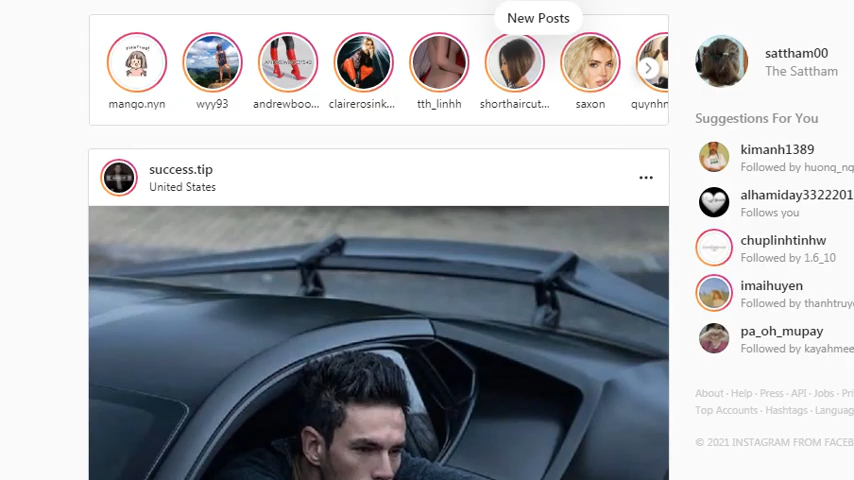 New Posts
manqo.nyn
wyy93
andrewboo...
clairerosink...
tth_linhh
shorthaircut...
saxon
quynhn
success.tip
United States
sattham00
The Sattham
Suggestions For You
kimanh1389
Followed by huong_ng
alhamiday3322201
Follows you
chuplinhtinhw
Followed by 1.6_10
imaihuyen
Followed by thanhtruy
pa_oh_mupay
Followed by kayahmee
About · Help · Press · API · Jobs · Pri
Top Accounts · Hashtags · Languag
© 2021 INSTAGRAM FROM FACEB